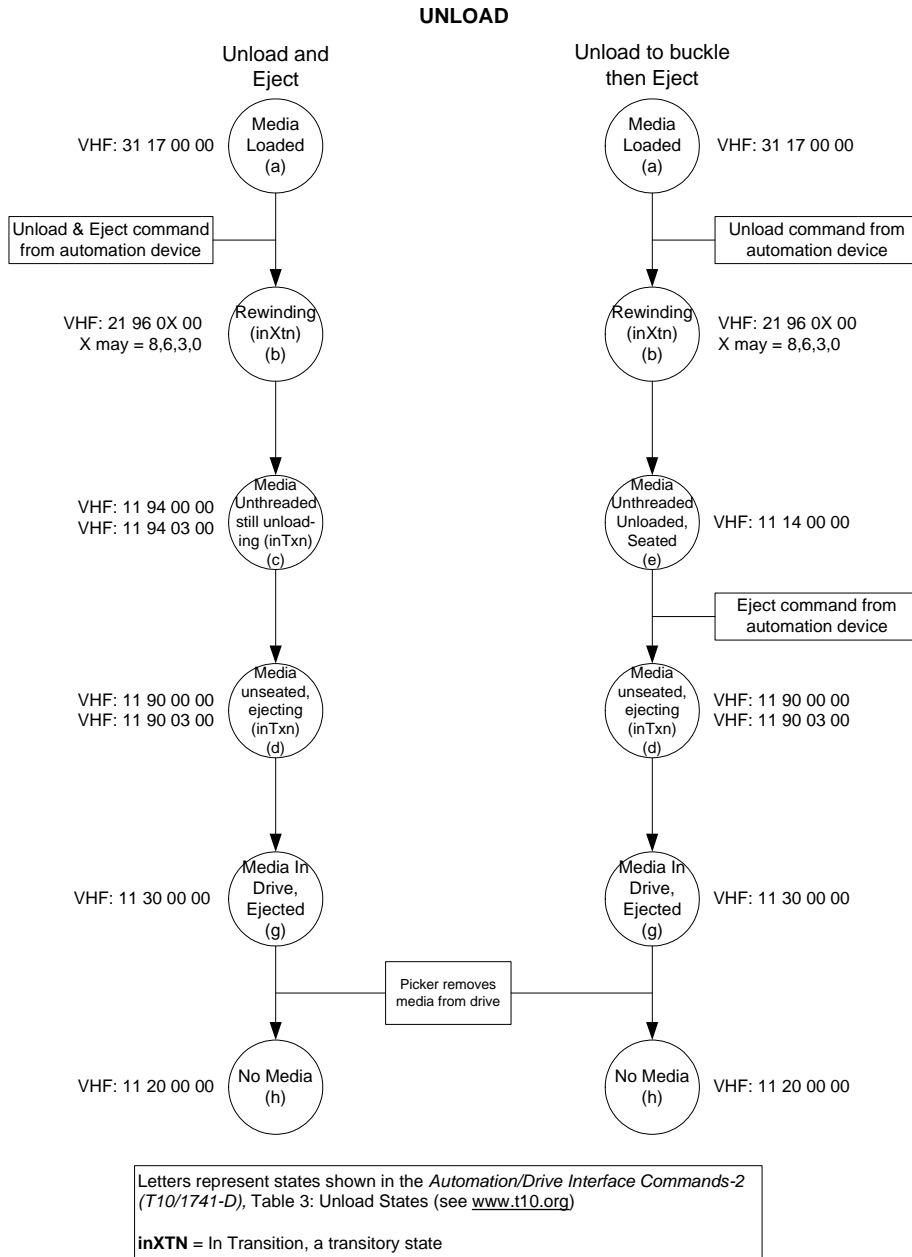 UNLOAD
Unload and
Eject
Unload to buckle
then Eject
VHF: 31 17 00 00
Media
Loaded
(a)
Media
Loaded
(a)
VHF: 31 17 00 00
Unload & Eject command
from automation device
Unload command from
automation device
VHF: 21 96 0X 00
X may = 8,6,3,0
Rewinding
(inXtn)
(b)
Rewinding
(inXtn)
(b)
VHF: 21 96 0X 00
X may = 8,6,3,0
VHF: 11 94 00 00
VHF: 11 94 03 00
Media
Unthreaded
still unload-
ing (inTxn)
(c)
Media
Unthreaded
Unloaded,
Seated
(e)
VHF: 11 14 00 00
Eject command from
automation device
VHF: 11 90 00 00
VHF: 11 90 03 00
Media
unseated,
ejecting
(inTxn)
(d)
Media
unseated,
ejecting
(inTxn)
(d)
VHF: 11 90 00 00
VHF: 11 90 03 00
VHF: 11 30 00 00
Media In
Drive,
Ejected
(g)
Media In
Drive,
Ejected
(g)
VHF: 11 30 00 00
Picker removes
media from drive
VHF: 11 20 00 00
No Media
(h)
No Media
(h)
VHF: 11 20 00 00
Letters represent states shown in the Automation/Drive Interface Commands-2
(T10/1741-D), Table 3: Unload States (see www.t10.org)
inXTN = In Transition, a transitory state